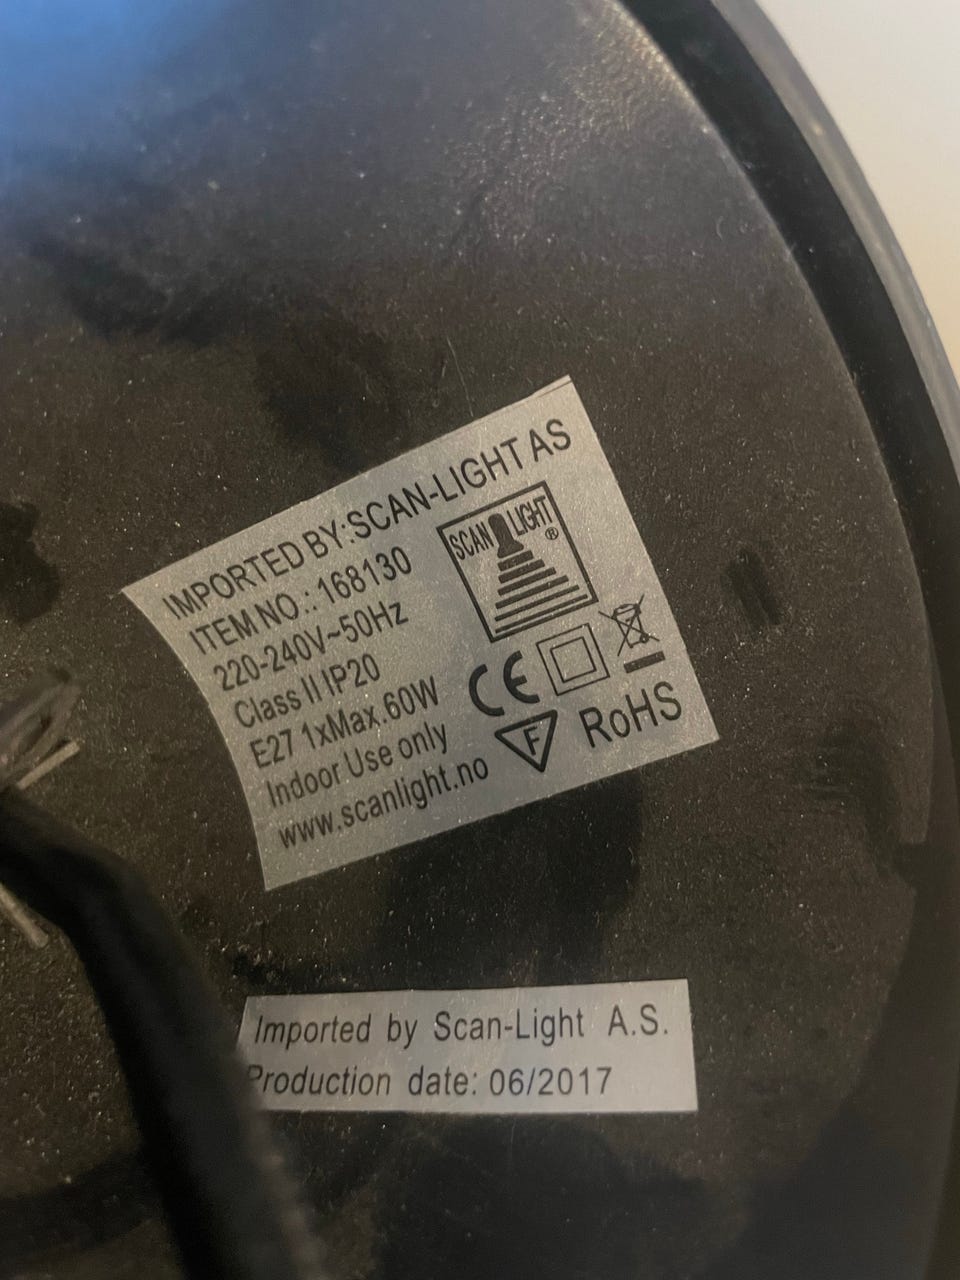 IMPORTED BY:SCAN-LIGHT AS
ITEM NO.: 168130
220-240V~50Hz
Class II IP20
E27 1xMax.60W
Indoor Use only
www.scanlight.no
SCAN LIGHT ®
CE
F
RoHS
Imported by Scan-Light A.S.
Production date: 06/2017